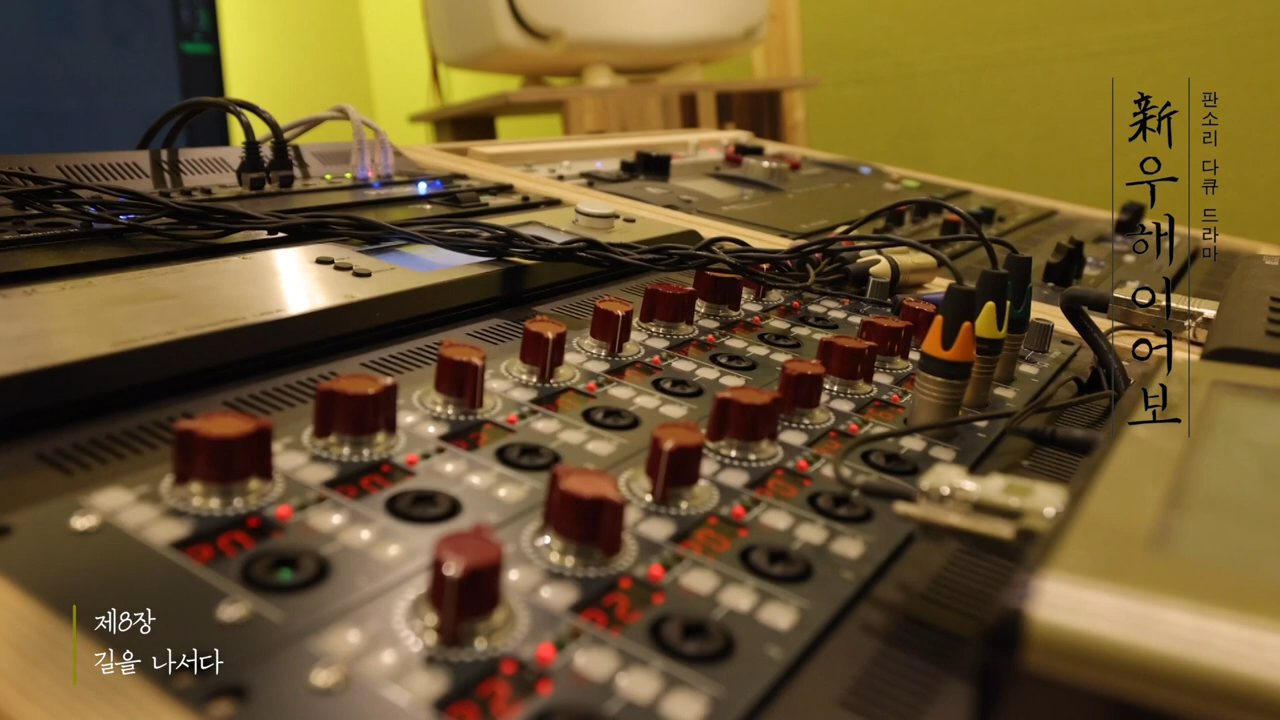 판소리 다큐 드라마
新우해이어보
제8장
길을 나서다